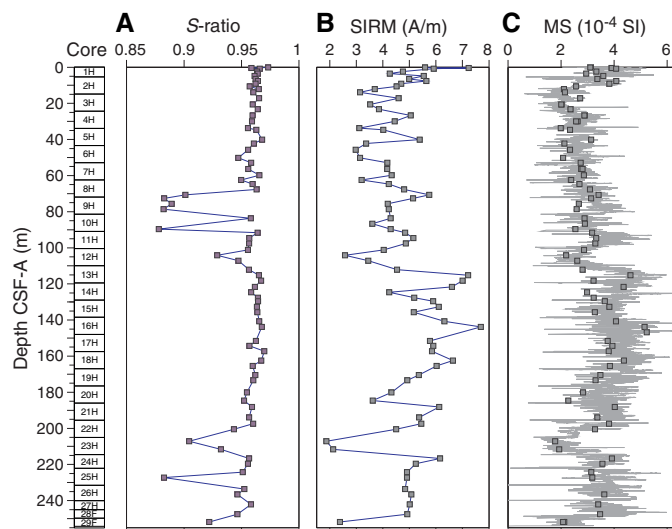 A
S-ratio
B
SIRM (A/m)
C
MS (10⁻⁴ SI)
Core
0.85 0.9 0.95 1
2 3 4 5 6 7 8
0 2 4 6
Depth CSF-A (m)
0
20
40
60
80
100
120
140
160
180
200
220
240
1H
2H
3H
4H
5H
6H
7H
8H
9H
10H
11H
12H
13H
14H
15H
16H
17H
18H
19H
20H
21H
22H
23H
24H
25H
26H
27H
28F
29F